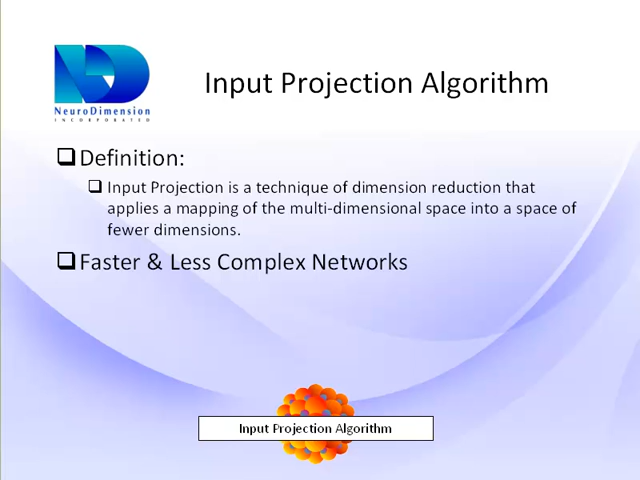 Input Projection Algorithm
NeuroDimension
INCORPORATED
Definition:
Input Projection is a technique of dimension reduction that
applies a mapping of the multi-dimensional space into a space of
fewer dimensions.
Faster & Less Complex Networks
Input Projection Algorithm